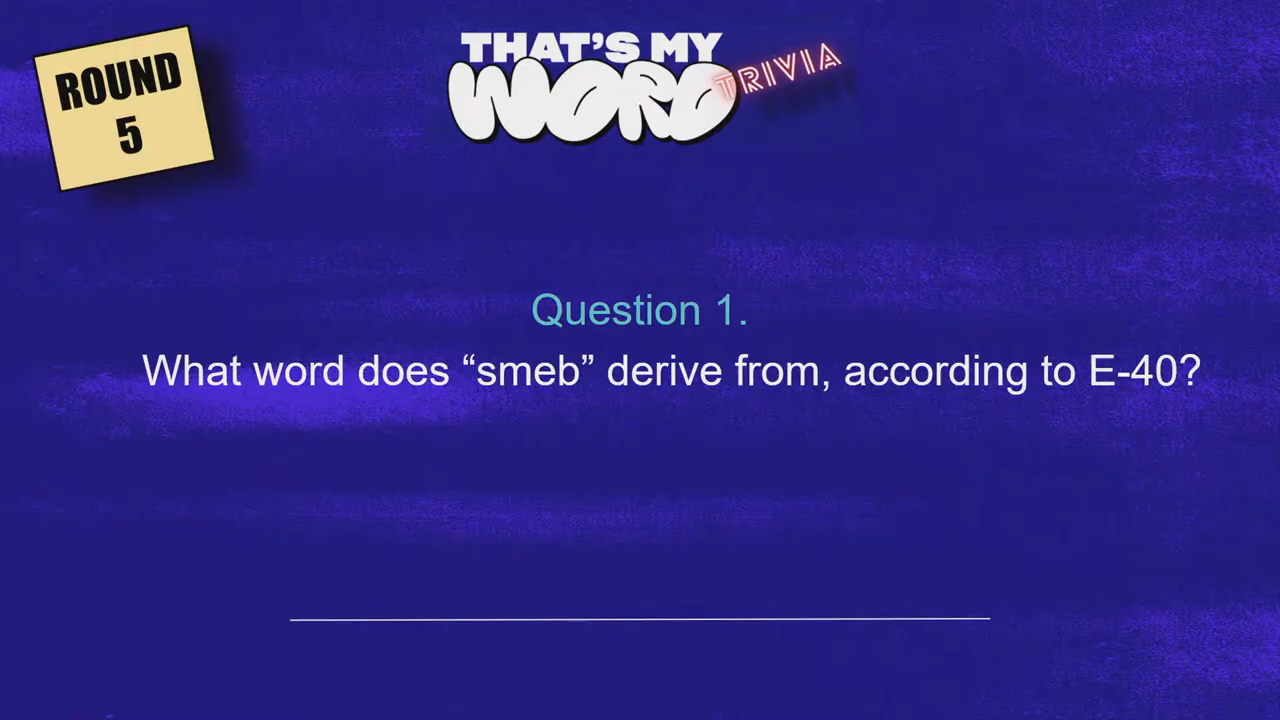 ROUND
5
THAT'S MY
WORD TRIVIA
Question 1.
What word does “smeb” derive from, according to E-40?